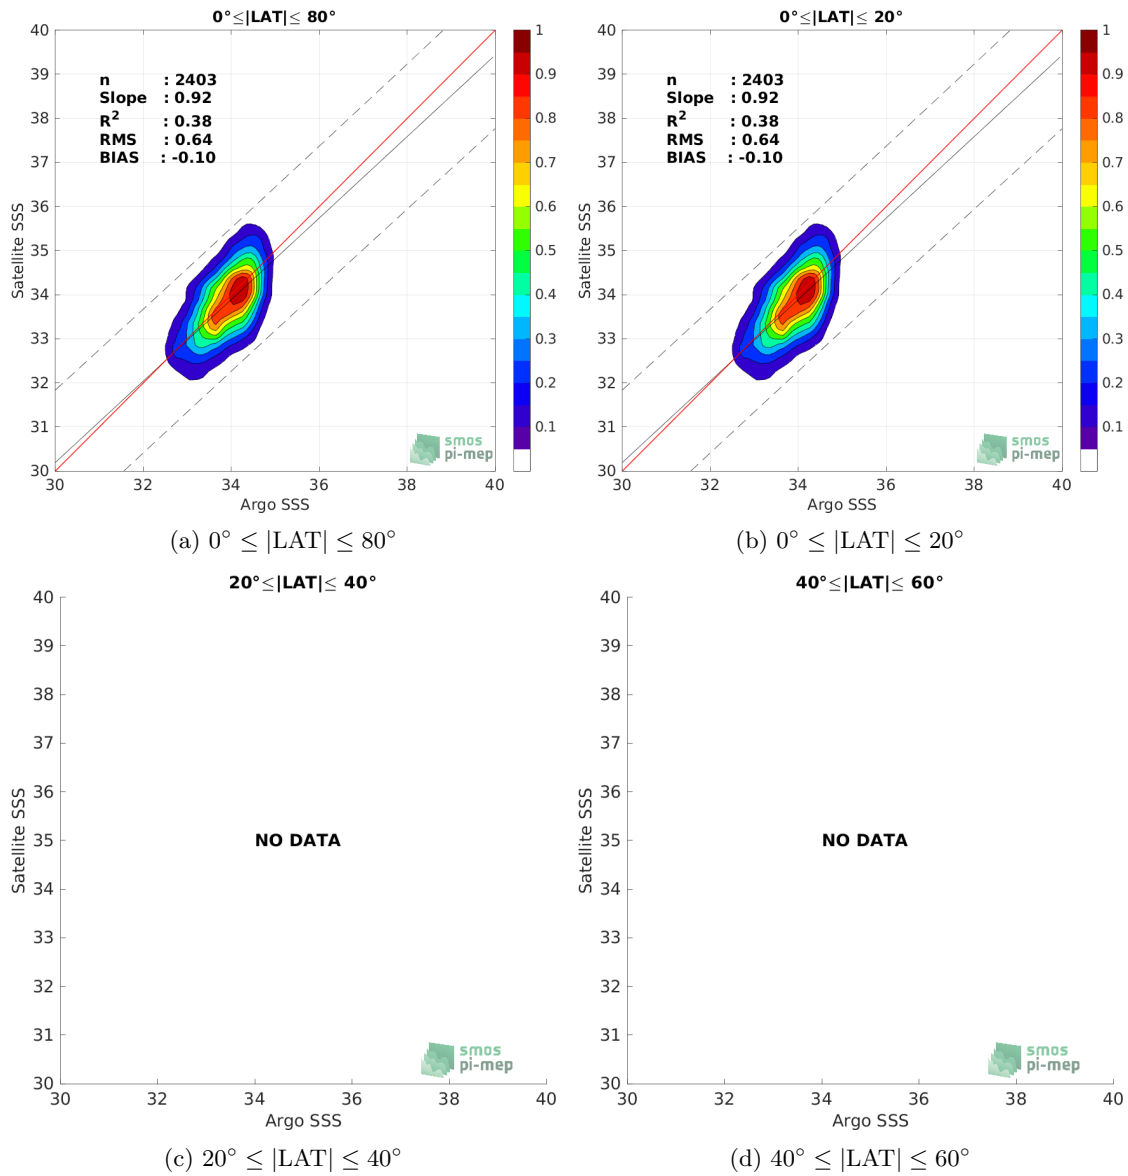 0°≤|LAT|≤ 80°
40
39
38
37
36
35
34
33
32
31
30
30
32
34
36
38
40
Satellite SSS
Argo SSS
n : 2403
Slope : 0.92
R² : 0.38
RMS : 0.64
BIAS : -0.10
1
0.9
0.8
0.7
0.6
0.5
0.4
0.3
0.2
0.1
smos
pi-mep
(a) 0° ≤ |LAT| ≤ 80°
0°≤|LAT|≤ 20°
40
39
38
37
36
35
34
33
32
31
30
30
32
34
36
38
40
Satellite SSS
Argo SSS
n : 2403
Slope : 0.92
R² : 0.38
RMS : 0.64
BIAS : -0.10
1
0.9
0.8
0.7
0.6
0.5
0.4
0.3
0.2
0.1
smos
pi-mep
(b) 0° ≤ |LAT| ≤ 20°
20°≤|LAT|≤ 40°
40
39
38
37
36
35
34
33
32
31
30
30
32
34
36
38
40
Satellite SSS
Argo SSS
NO DATA
smos
pi-mep
(c) 20° ≤ |LAT| ≤ 40°
40°≤|LAT|≤ 60°
40
39
38
37
36
35
34
33
32
31
30
30
32
34
36
38
40
Satellite SSS
Argo SSS
NO DATA
smos
pi-mep
(d) 40° ≤ |LAT| ≤ 60°